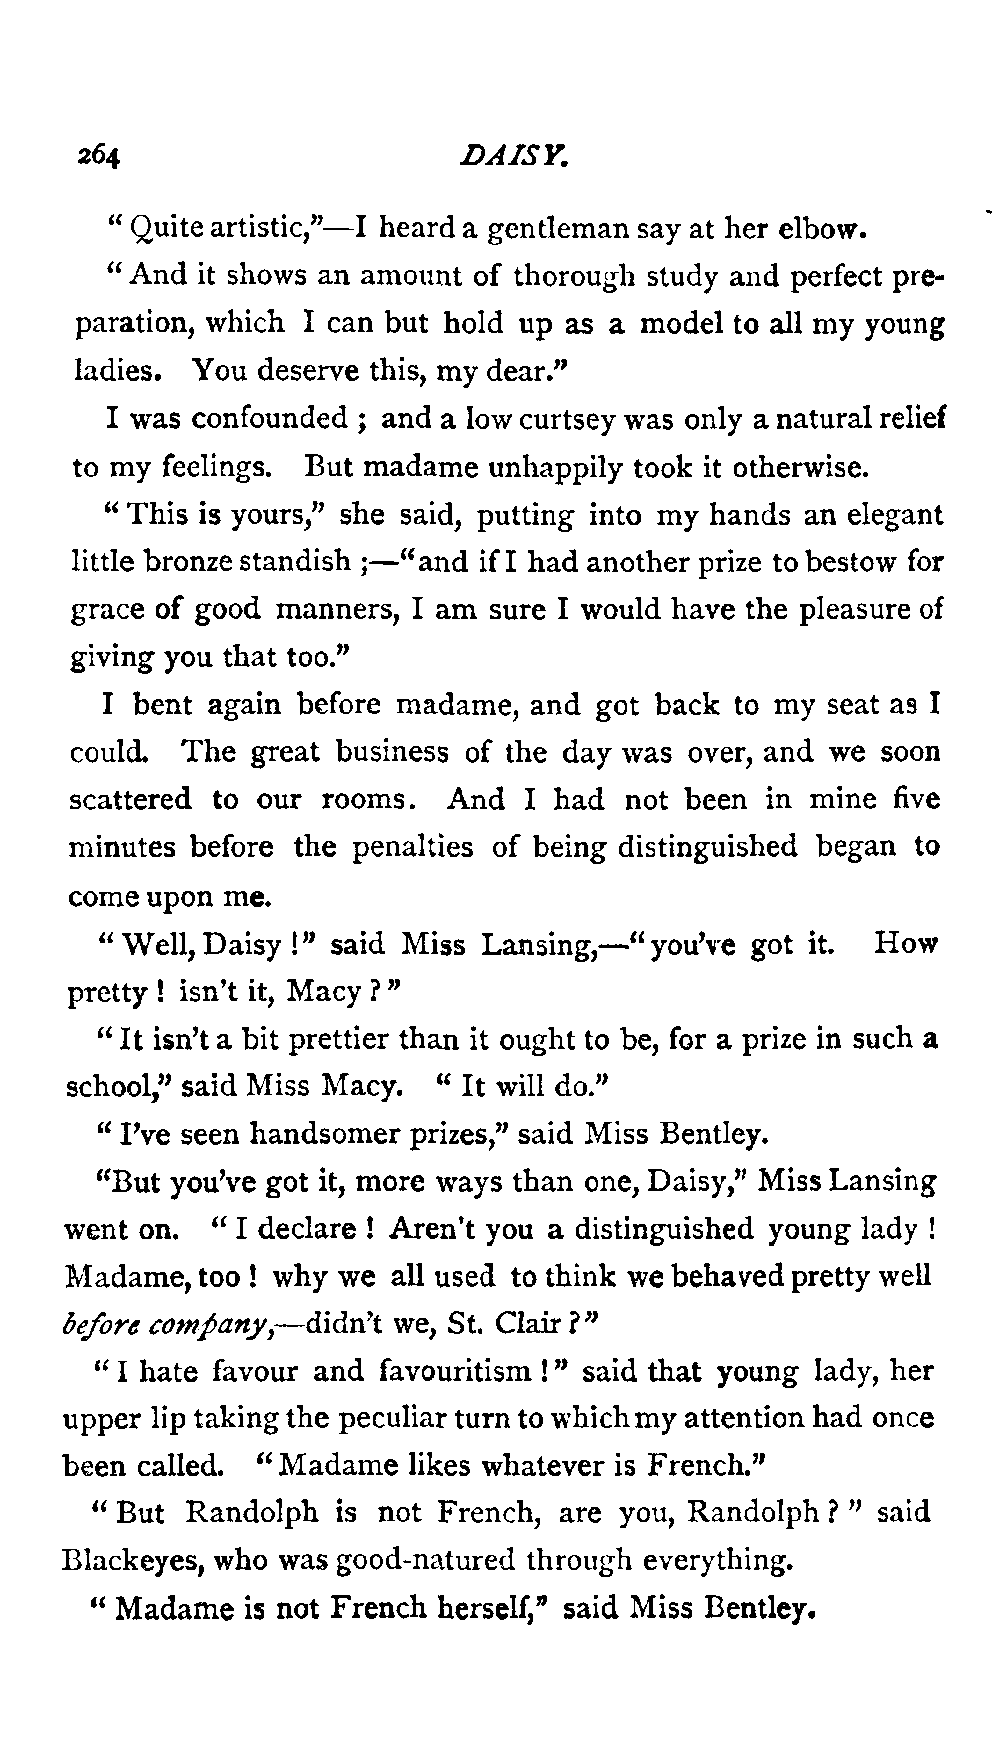 264 DAISY.
“ Quite artistic,”—I heard a gentleman say at her elbow.
“ And it shows an amount of thorough study and perfect pre-
paration, which I can but hold up as a model to all my young
ladies. You deserve this, my dear.”
I was confounded ; and a low curtsey was only a natural relief
to my feelings. But madame unhappily took it otherwise.
“ This is yours,” she said, putting into my hands an elegant
little bronze standish ;—“and if I had another prize to bestow for
grace of good manners, I am sure I would have the pleasure of
giving you that too.”
I bent again before madame, and got back to my seat as I
could. The great business of the day was over, and we soon
scattered to our rooms. And I had not been in mine five
minutes before the penalties of being distinguished began to
come upon me.
“ Well, Daisy !” said Miss Lansing,—“you’ve got it. How
pretty ! isn’t it, Macy ? ”
“ It isn’t a bit prettier than it ought to be, for a prize in such a
school,” said Miss Macy. “ It will do.”
“ I’ve seen handsomer prizes,” said Miss Bentley.
“But you’ve got it, more ways than one, Daisy,” Miss Lansing
went on. “ I declare ! Aren’t you a distinguished young lady !
Madame, too ! why we all used to think we behaved pretty well
before company,—didn’t we, St. Clair ?”
“ I hate favour and favouritism !” said that young lady, her
upper lip taking the peculiar turn to which my attention had once
been called. “ Madame likes whatever is French.”
“ But Randolph is not French, are you, Randolph ? ” said
Blackeyes, who was good-natured through everything.
“ Madame is not French herself,” said Miss Bentley.